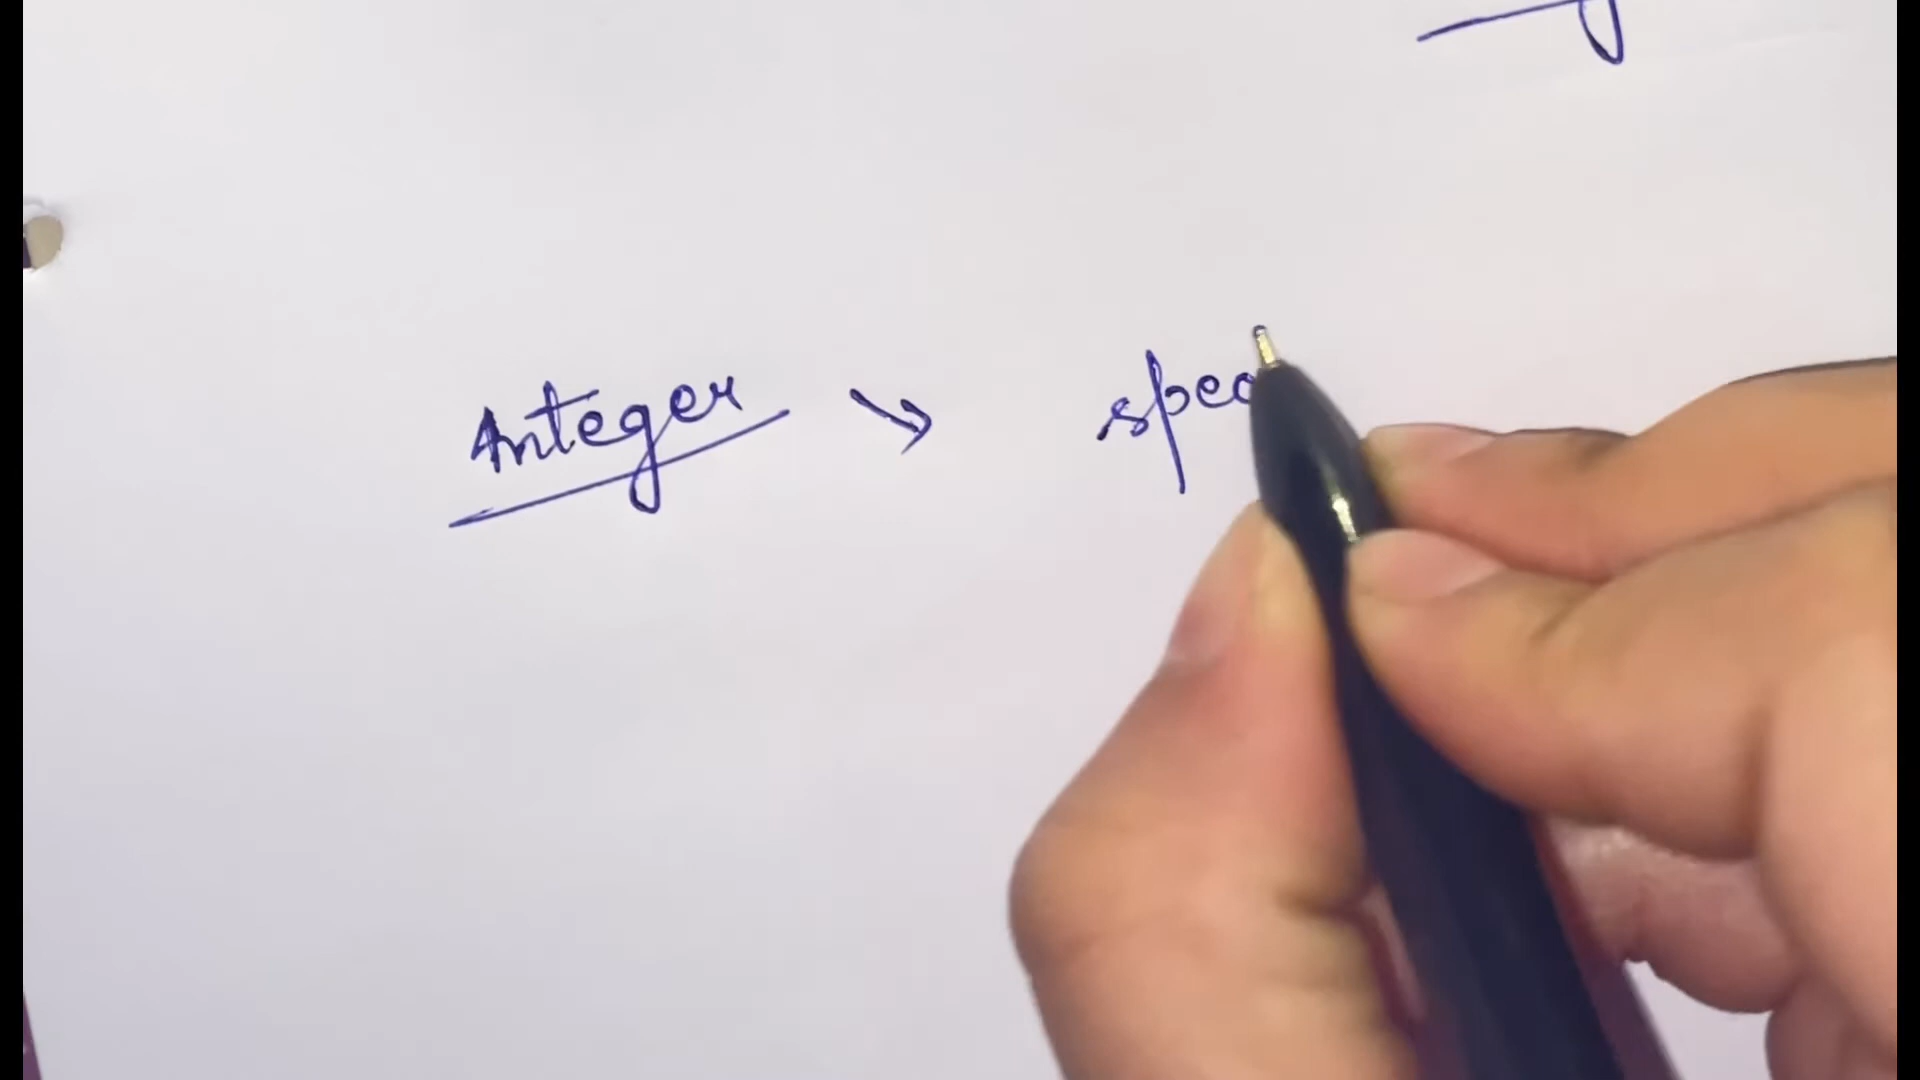 Integer → spec